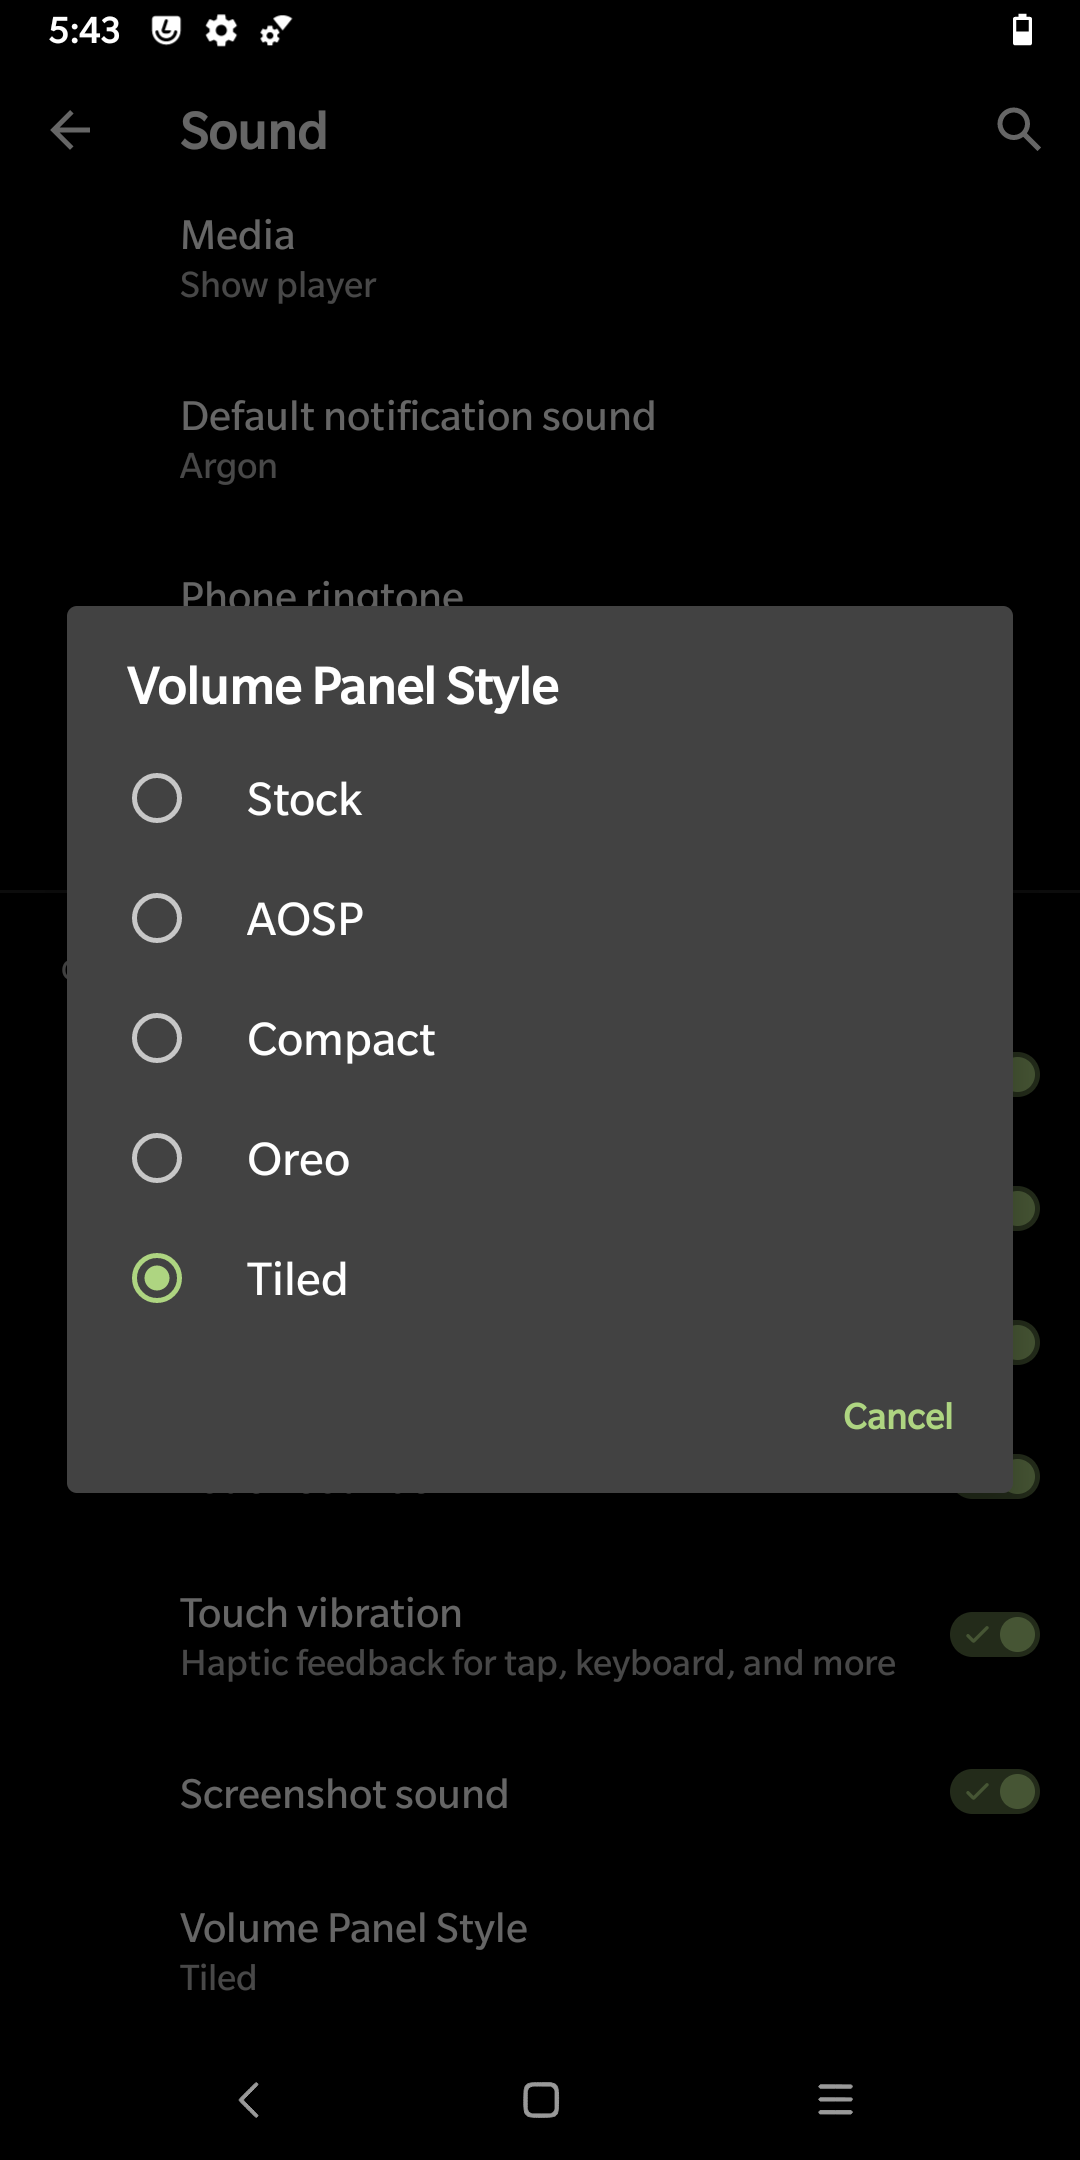 5:43
Sound
Media
Show player
Default notification sound
Argon
Phone ringtone
Volume Panel Style
Stock
AOSP
Compact
Oreo
Tiled
Cancel
Touch vibration
Haptic feedback for tap, keyboard, and more
Screenshot sound
Volume Panel Style
Tiled